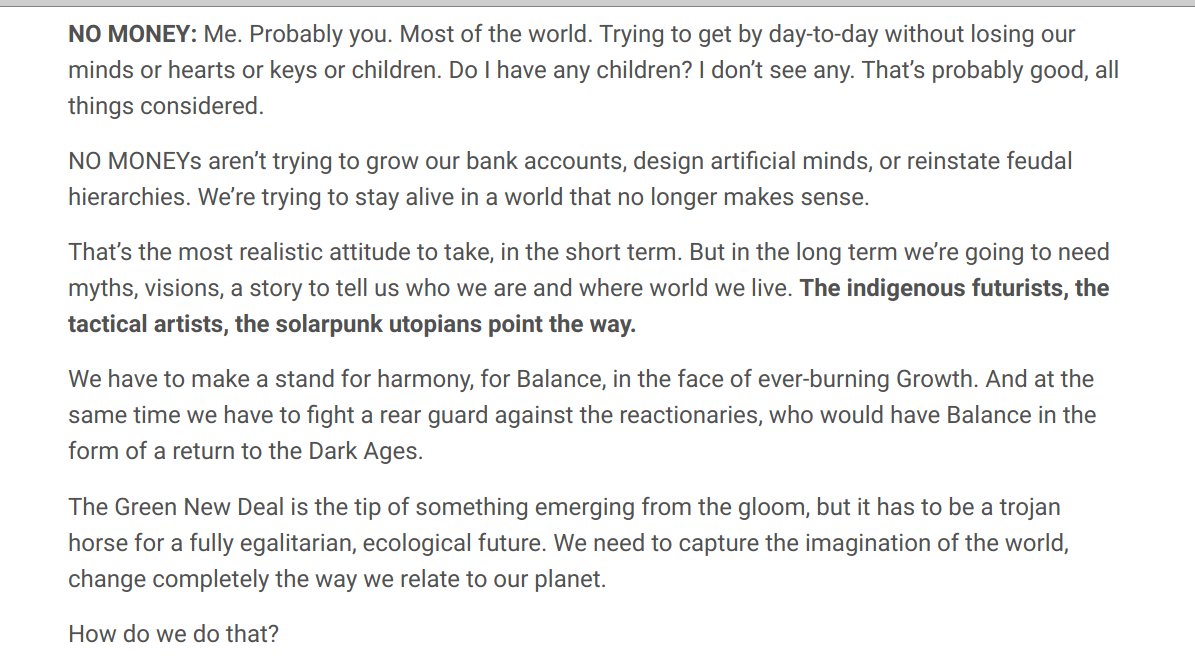 NO MONEY: Me. Probably you. Most of the world. Trying to get by day-to-day without losing our
minds or hearts or keys or children. Do I have any children? I don’t see any. That’s probably good, all
things considered.
NO MONEYs aren’t trying to grow our bank accounts, design artificial minds, or reinstate feudal
hierarchies. We’re trying to stay alive in a world that no longer makes sense.
That’s the most realistic attitude to take, in the short term. But in the long term we’re going to need
myths, visions, a story to tell us who we are and where world we live. The indigenous futurists, the
tactical artists, the solarpunk utopians point the way.
We have to make a stand for harmony, for Balance, in the face of ever-burning Growth. And at the
same time we have to fight a rear guard against the reactionaries, who would have Balance in the
form of a return to the Dark Ages.
The Green New Deal is the tip of something emerging from the gloom, but it has to be a trojan
horse for a fully egalitarian, ecological future. We need to capture the imagination of the world,
change completely the way we relate to our planet.
How do we do that?